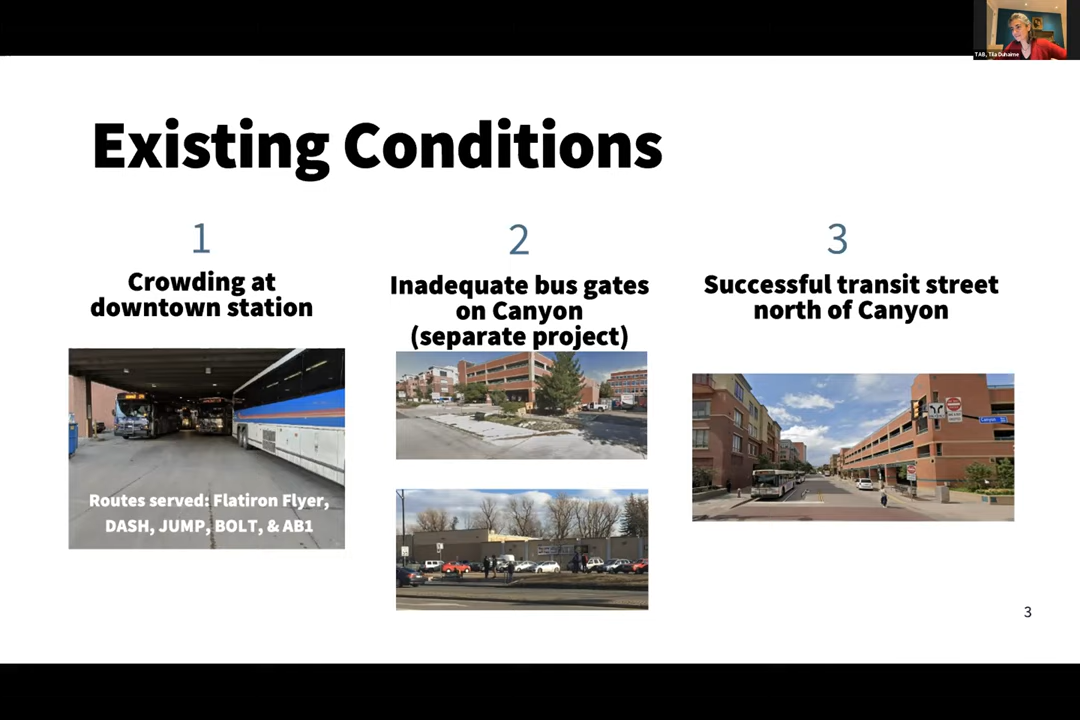 TAB, Tila Duhaime
Existing Conditions
1
Crowding at
downtown station
Routes served: Flatiron Flyer,
DASH, JUMP, BOLT, & AB1
2
Inadequate bus gates
on Canyon
(separate project)
3
Successful transit street
north of Canyon
3